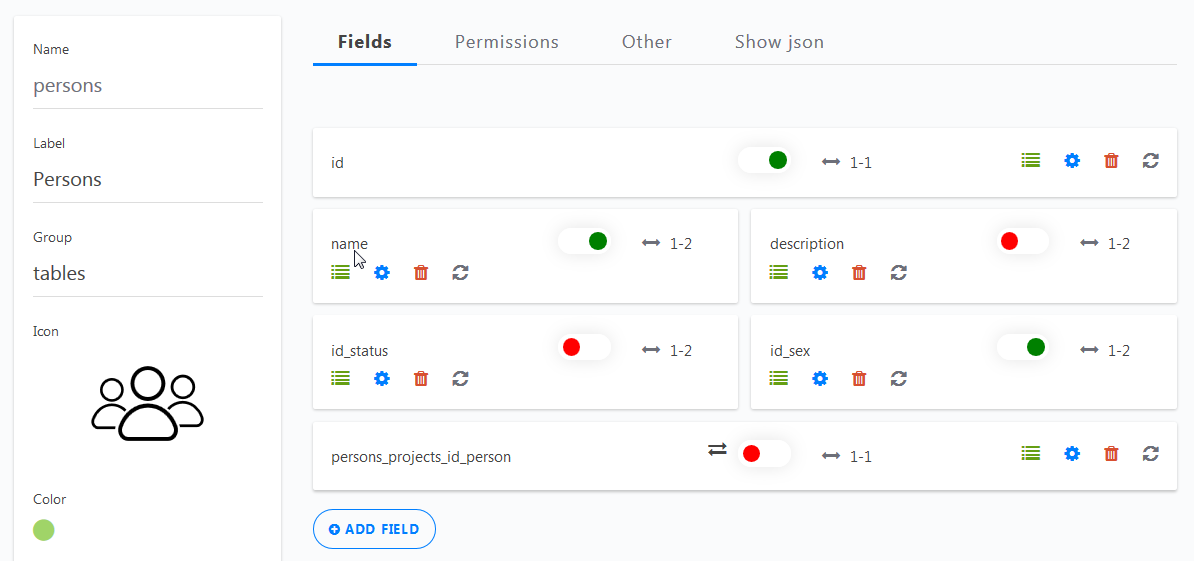 Name
persons
Label
Persons
Group
tables
Icon
Color
Fields Permissions Other Show json
id 1-1
name 1-2
description 1-2
id_status 1-2
id_sex 1-2
persons_projects_id_person 1-1
ADD FIELD